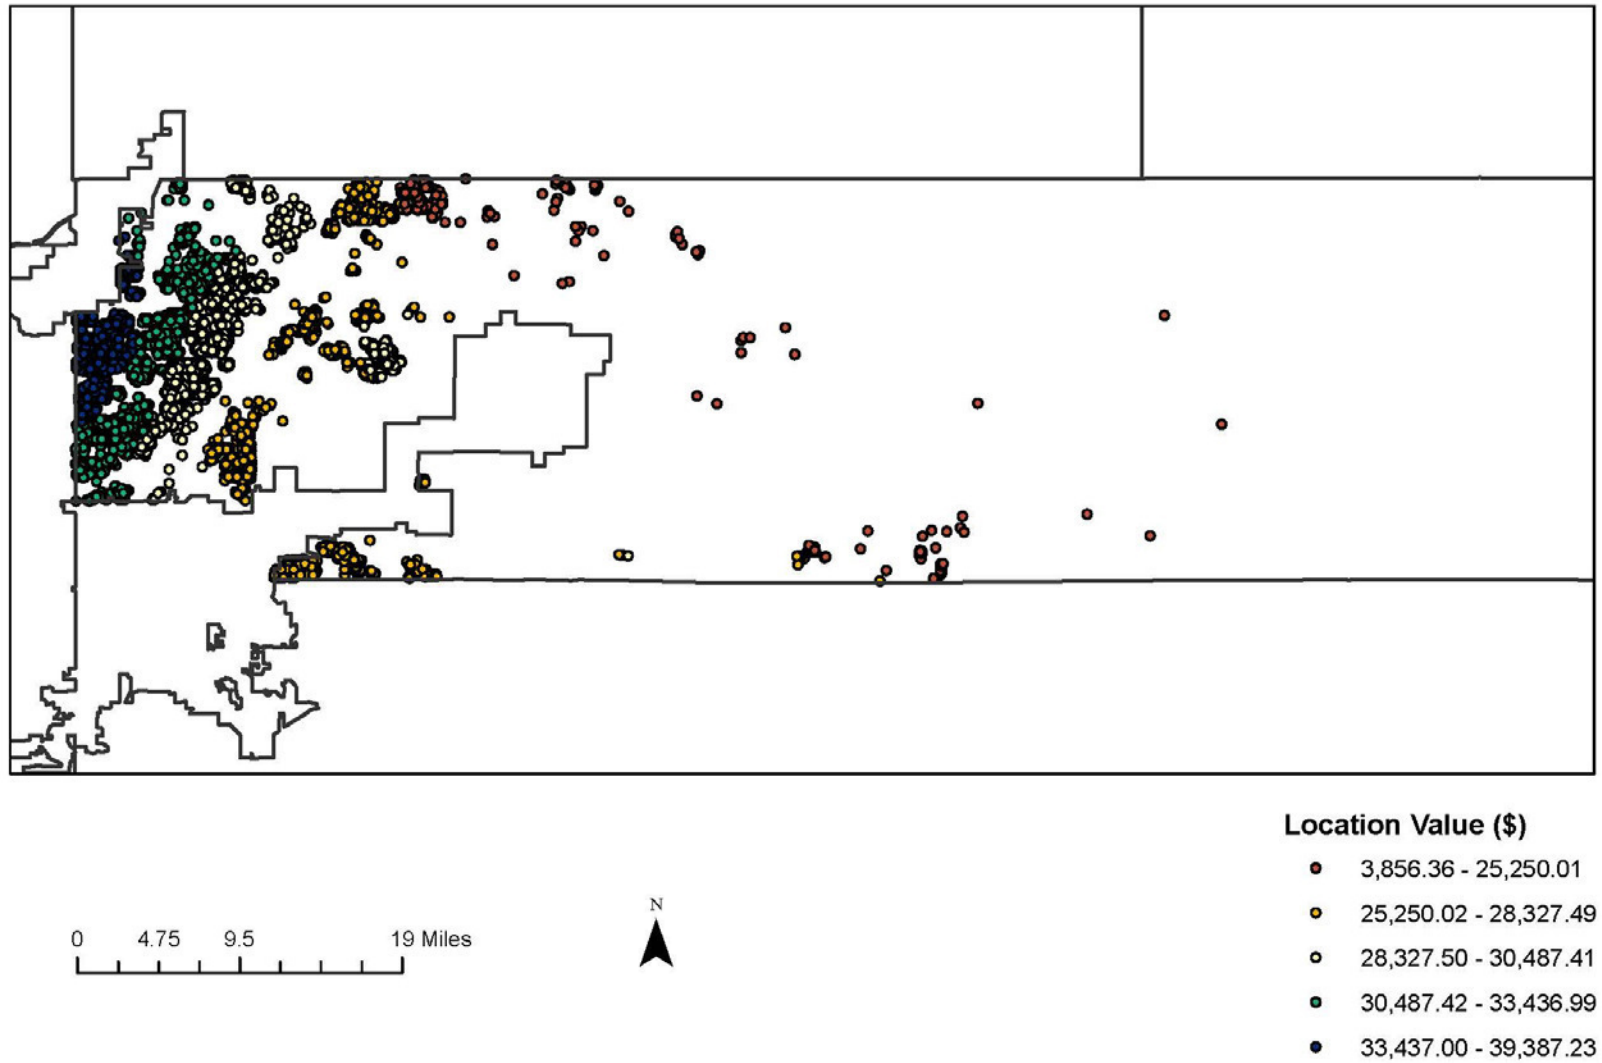 Location Value ($)
3,856.36 - 25,250.01
25,250.02 - 28,327.49
28,327.50 - 30,487.41
30,487.42 - 33,436.99
33,437.00 - 39,387.23
0 4.75 9.5 19 Miles
N